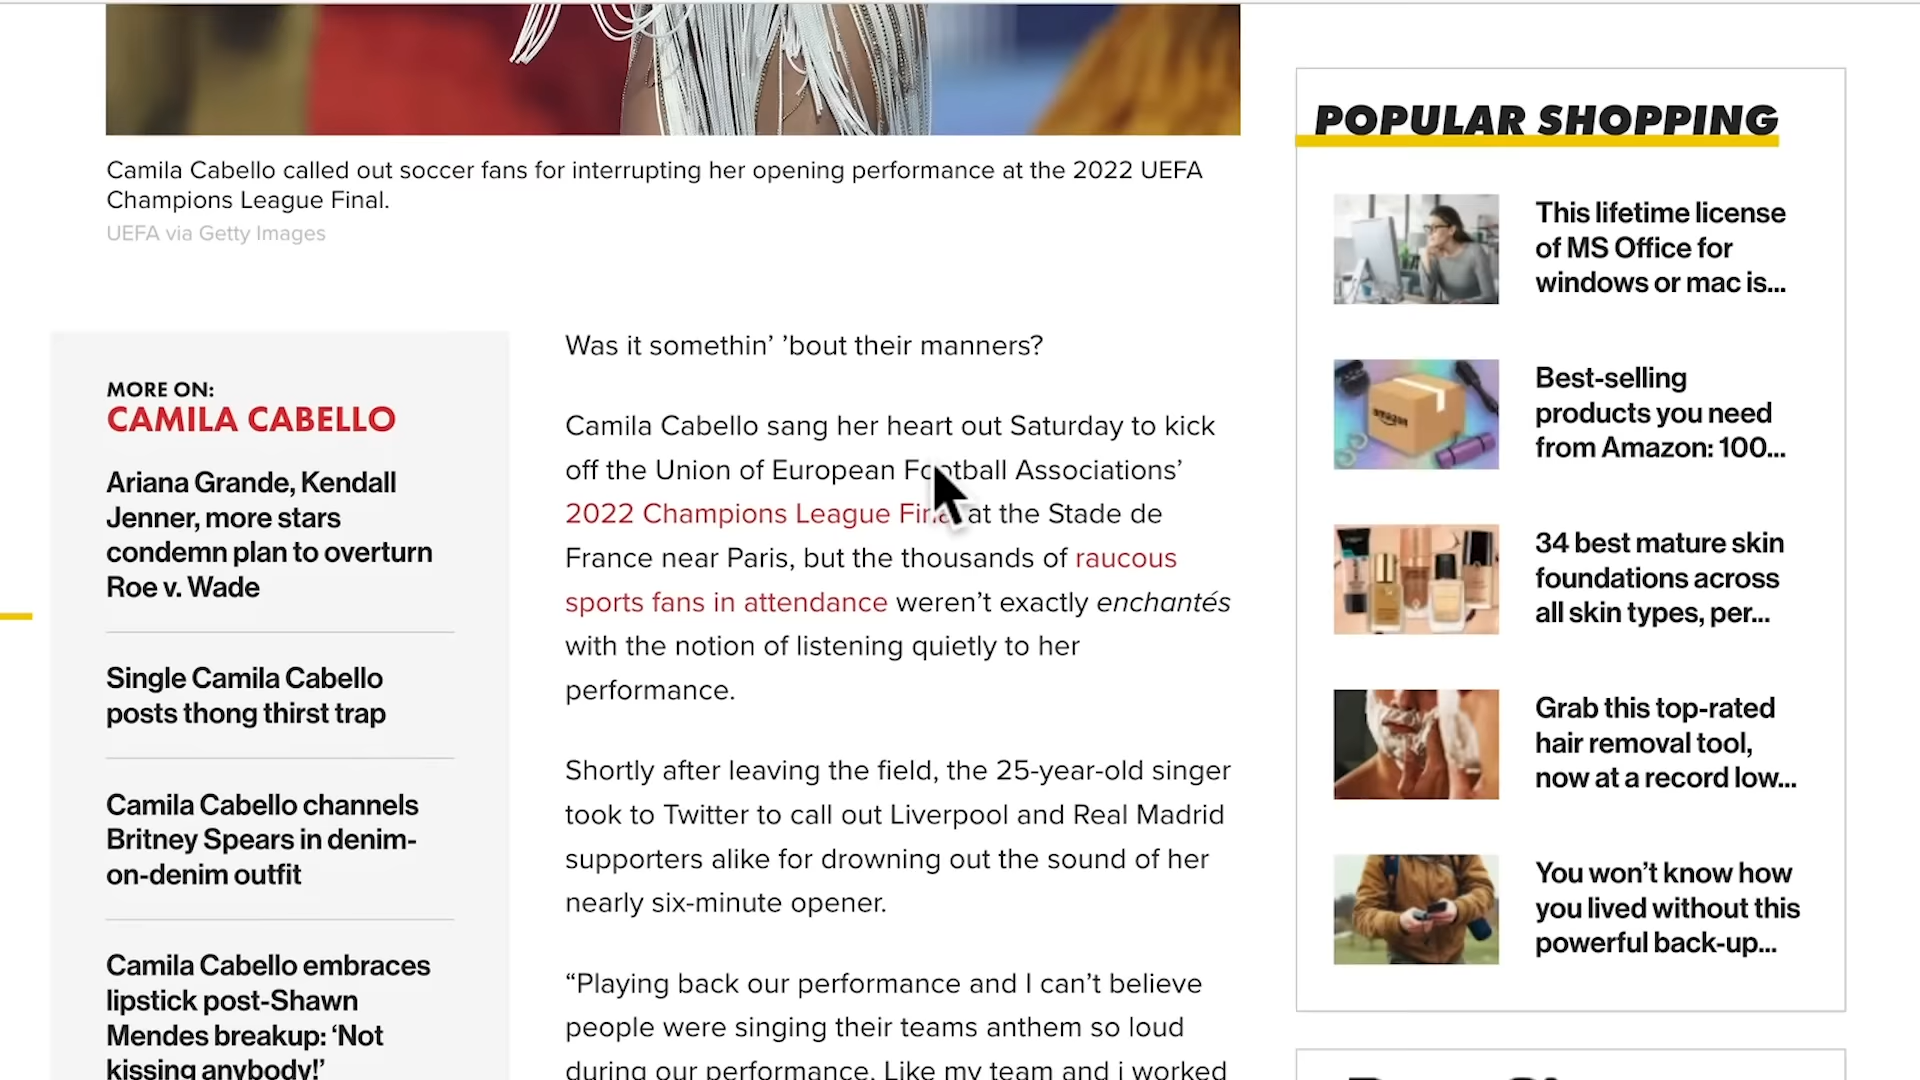 Camila Cabello called out soccer fans for interrupting her opening performance at the 2022 UEFA
Champions League Final.
UEFA via Getty Images
MORE ON:
CAMILA CABELLO
Ariana Grande, Kendall
Jenner, more stars
condemn plan to overturn
Roe v. Wade
Single Camila Cabello
posts thong thirst trap
Camila Cabello channels
Britney Spears in denim-
on-denim outfit
Camila Cabello embraces
lipstick post-Shawn
Mendes breakup: ‘Not
kissing anybody!’
Was it somethin’ ’bout their manners?
Camila Cabello sang her heart out Saturday to kick
off the Union of European Football Associations’
2022 Champions League Final at the Stade de
France near Paris, but the thousands of raucous
sports fans in attendance weren’t exactly enchantés
with the notion of listening quietly to her
performance.
Shortly after leaving the field, the 25-year-old singer
took to Twitter to call out Liverpool and Real Madrid
supporters alike for drowning out the sound of her
nearly six-minute opener.
“Playing back our performance and I can’t believe
people were singing their teams anthem so loud
during our performance. Like my team and i worked
POPULAR SHOPPING
This lifetime license
of MS Office for
windows or mac is...
amazon
Best-selling
products you need
from Amazon: 100...
34 best mature skin
foundations across
all skin types, per...
Grab this top-rated
hair removal tool,
now at a record low...
You won’t know how
you lived without this
powerful back-up...